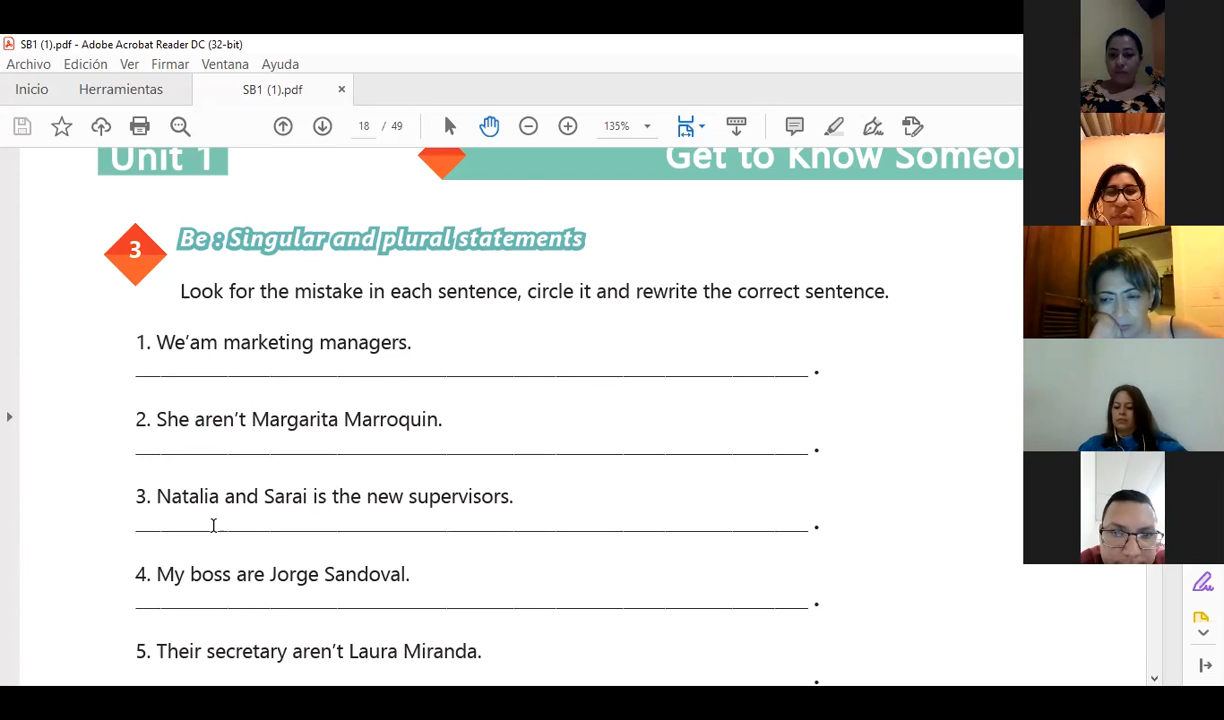 SB1 (1).pdf - Adobe Acrobat Reader DC (32-bit)
Archivo Edición Ver Firmar Ventana Ayuda
Inicio Herramientas SB1 (1).pdf ×
18 / 49 135%
Unit 1 Get to Know
3 Be : Singular and plural statements
Look for the mistake in each sentence, circle it and rewrite the correct sentence.
1. We'am marketing managers.
2. She aren't Margarita Marroquin.
3. Natalia and Sarai is the new supervisors.
4. My boss are Jorge Sandoval.
5. Their secretary aren't Laura Miranda.